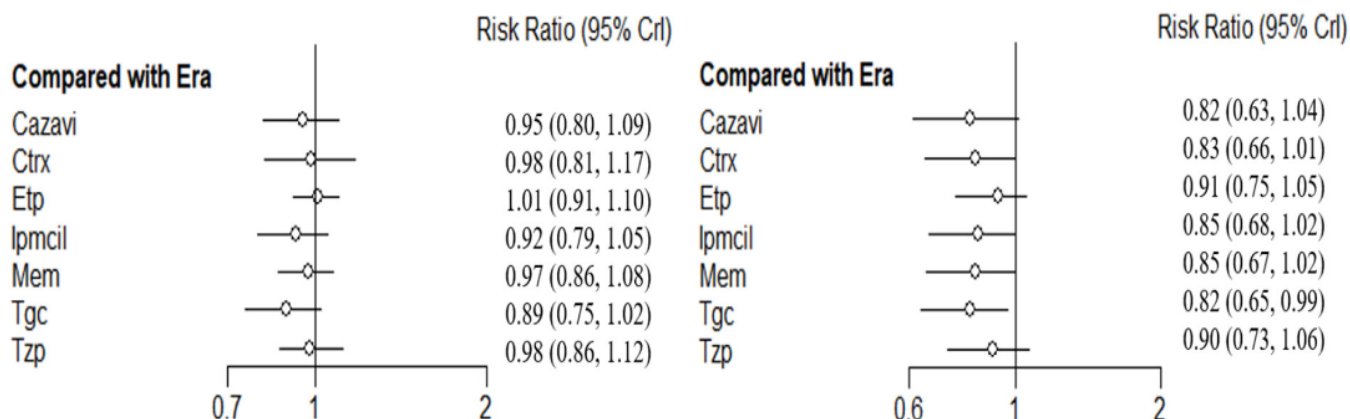 Risk Ratio (95% Crl)
Compared with Era
Cazavi 0.95 (0.80, 1.09)
Ctrx 0.98 (0.81, 1.17)
Etp 1.01 (0.91, 1.10)
Ipmcil 0.92 (0.79, 1.05)
Mem 0.97 (0.86, 1.08)
Tgc 0.89 (0.75, 1.02)
Tzp 0.98 (0.86, 1.12)
0.7 1 2
Risk Ratio (95% Crl)
Compared with Era
Cazavi 0.82 (0.63, 1.04)
Ctrx 0.83 (0.66, 1.01)
Etp 0.91 (0.75, 1.05)
Ipmcil 0.85 (0.68, 1.02)
Mem 0.85 (0.67, 1.02)
Tgc 0.82 (0.65, 0.99)
Tzp 0.90 (0.73, 1.06)
0.6 1 2